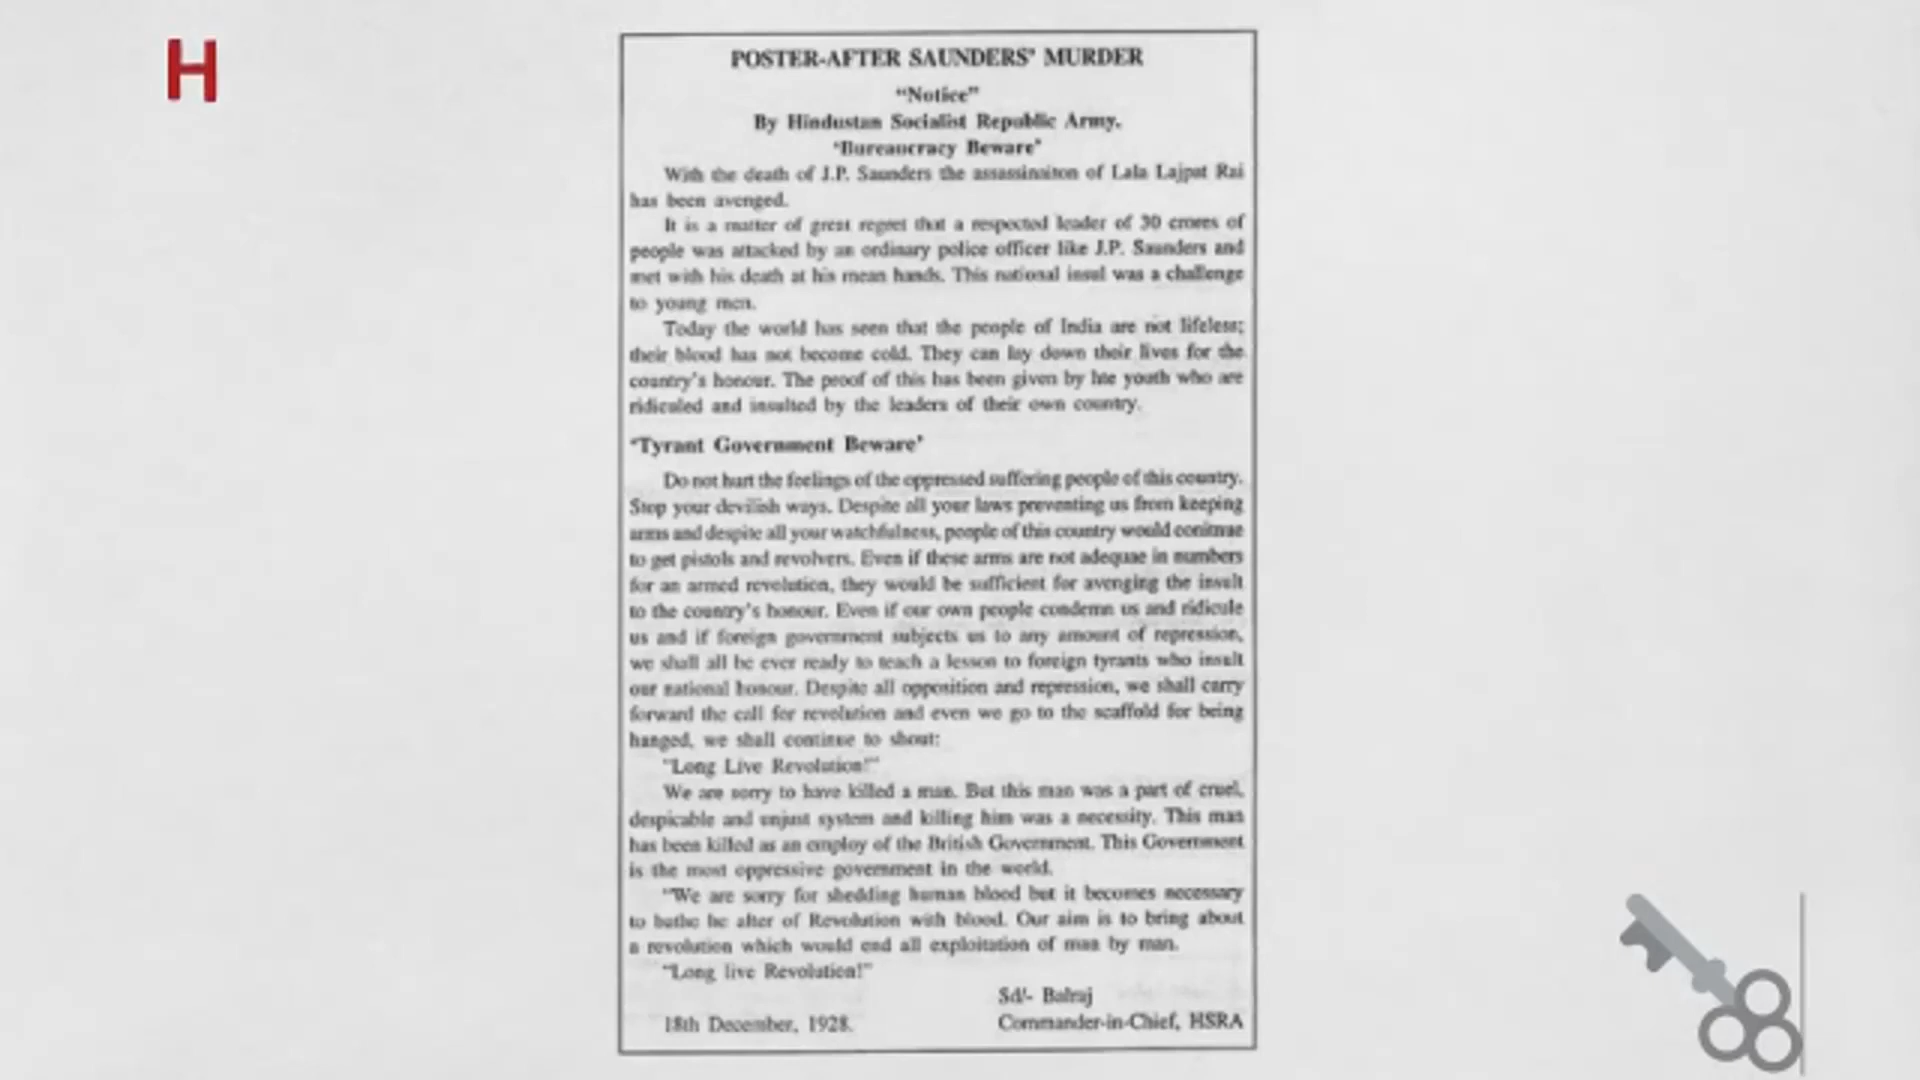 H
POSTER-AFTER SAUNDERS' MURDER
"Notice"
By Hindustan Socialist Republic Army.
'Bureaucracy Beware'
With the death of J.P. Saunders the assassinaiton of Lala Lajpat Rai
has been avenged.
It is a matter of great regret that a respected leader of 30 crores of
people was attacked by an ordinary police officer like J.P. Saunders and
met with his death at his mean hands. This national insul was a challenge
to young men.
Today the world has seen that the people of India are not lifeless;
their blood has not become cold. They can lay down their lives for the
country's honour. The proof of this has been given by hte youth who are
ridiculed and insulted by the leaders of their own country.
'Tyrant Government Beware'
Do not hurt the feelings of the oppressed suffering people of this country.
Stop your devilish ways. Despite all your laws preventing us from keeping
arms and despite all your watchfulness, people of this country would continue
to get pistols and revolvers. Even if these arms are not adequae in numbers
for an armed revolution, they would be sufficient for avenging the insult
to the country's honour. Even if our own people condemn us and ridicule
us and if foreign government subjects us to any amount of repression,
we shall all be ever ready to teach a lesson to foreign tyrants who insult
our national honour. Despite all opposition and repression, we shall carry
forward the call for revolution and even we go to the scaffold for being
hanged, we shall continue to shout:
"Long Live Revolution!"
We are sorry to have killed a man. But this man was a part of cruel,
despicable and unjust system and killing him was a necessity. This man
has been killed as an employ of the British Government. This Government
is the most oppressive government in the world.
"We are sorry for shedding human blood but it becomes necessary
to bathe he alter of Revolution with blood. Our aim is to bring about
a revolution which would end all exploitation of man by man.
"Long live Revolution!"
Sd/- Balraj
18th December, 1928. Commander-in-Chief, HSRA